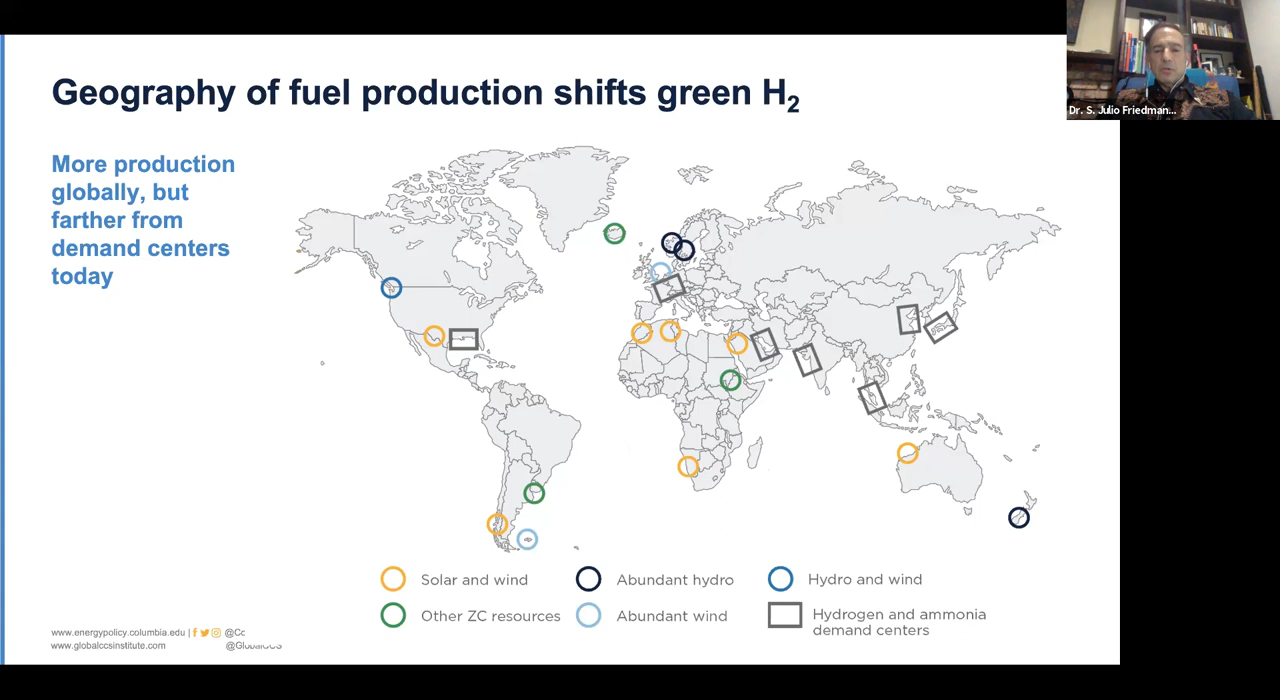 Geography of fuel production shifts green H2
Dr. S. Julio Friedman...
More production
globally, but
farther from
demand centers
today
Solar and wind
Abundant hydro
Hydro and wind
Other ZC resources
Abundant wind
Hydrogen and ammonia
demand centers
www.energypolicy.columbia.edu |
www.globalccsinstitute.com
@GlobalCCS